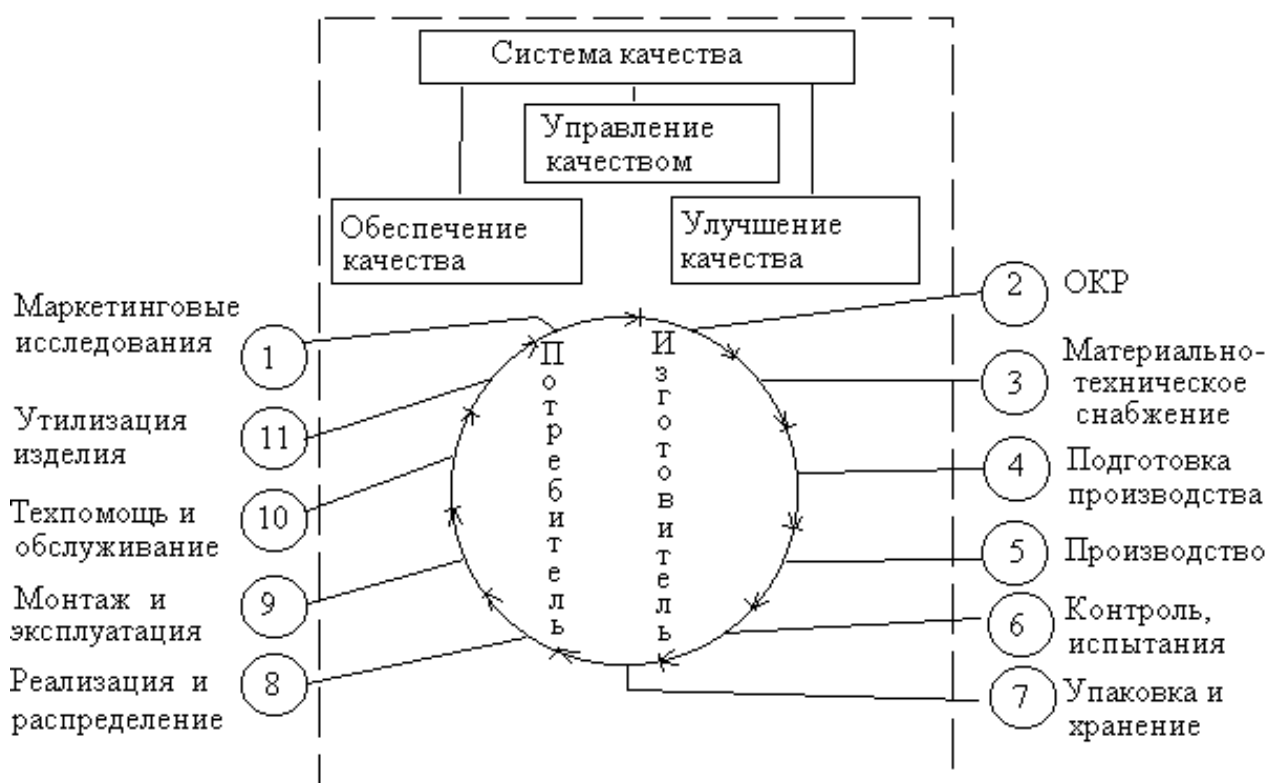 Система качества
Управление
качеством
Обеспечение
качества
Улучшение
качества
Маркетинговые
исследования
1
2
ОКР
3
Материально-
техническое
снабжение
4
Подготовка
производства
5
Производство
6
Контроль,
испытания
7
Упаковка и
хранение
8
Реализация и
распределение
9
Монтаж и
эксплуатация
10
Техпомощь и
обслуживание
11
Утилизация
изделия
Потребитель
Изготовитель